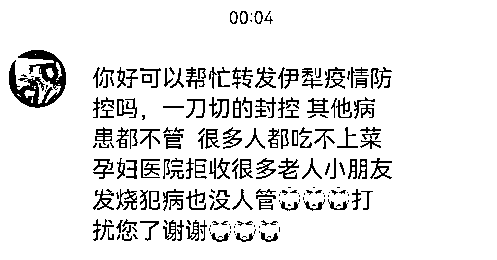 00:04
你好可以帮忙转发伊犁疫情防
控吗，一刀切的封控 其他病
患都不管  很多人都吃不上菜
孕妇医院拒收很多老人小朋友
发烧犯病也没人管打
扰您了谢谢